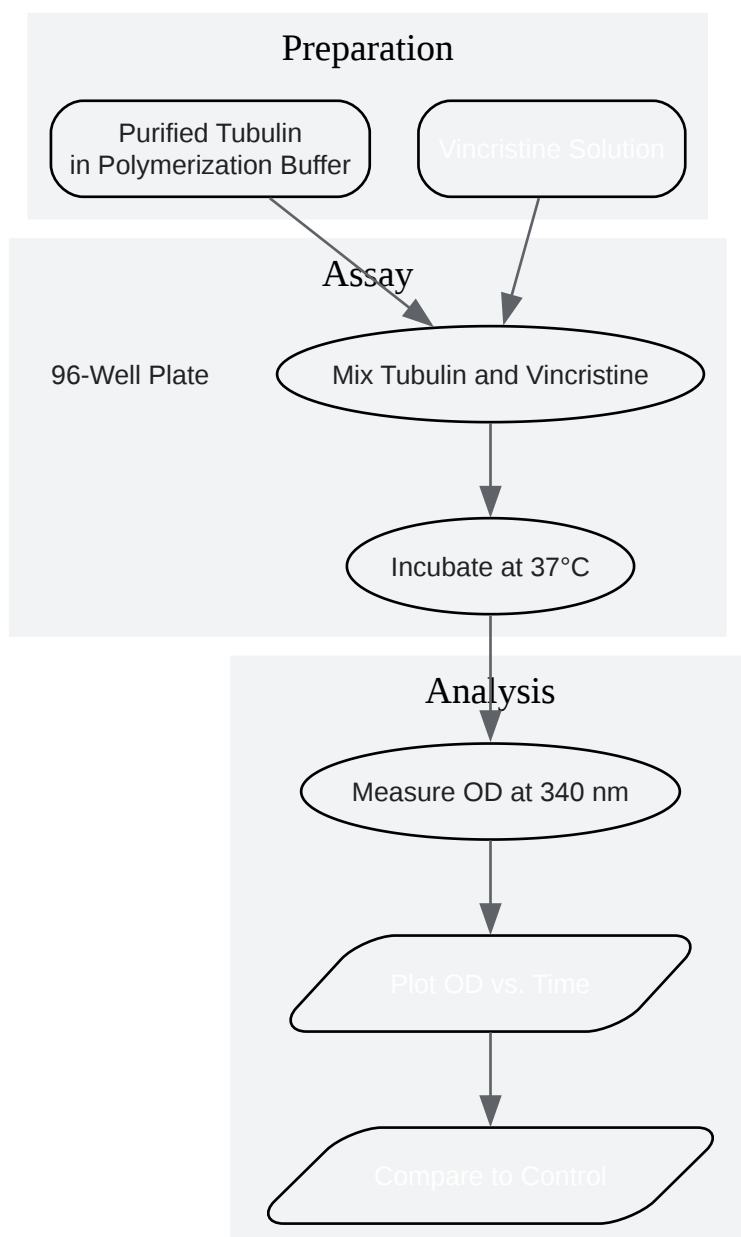 Preparation
Purified Tubulin
in Polymerization Buffer
Vincristine Solution
Assay
96-Well Plate
Mix Tubulin and Vincristine
Incubate at 37°C
Analysis
Measure OD at 340 nm
Plot OD vs. Time
Compare to Control